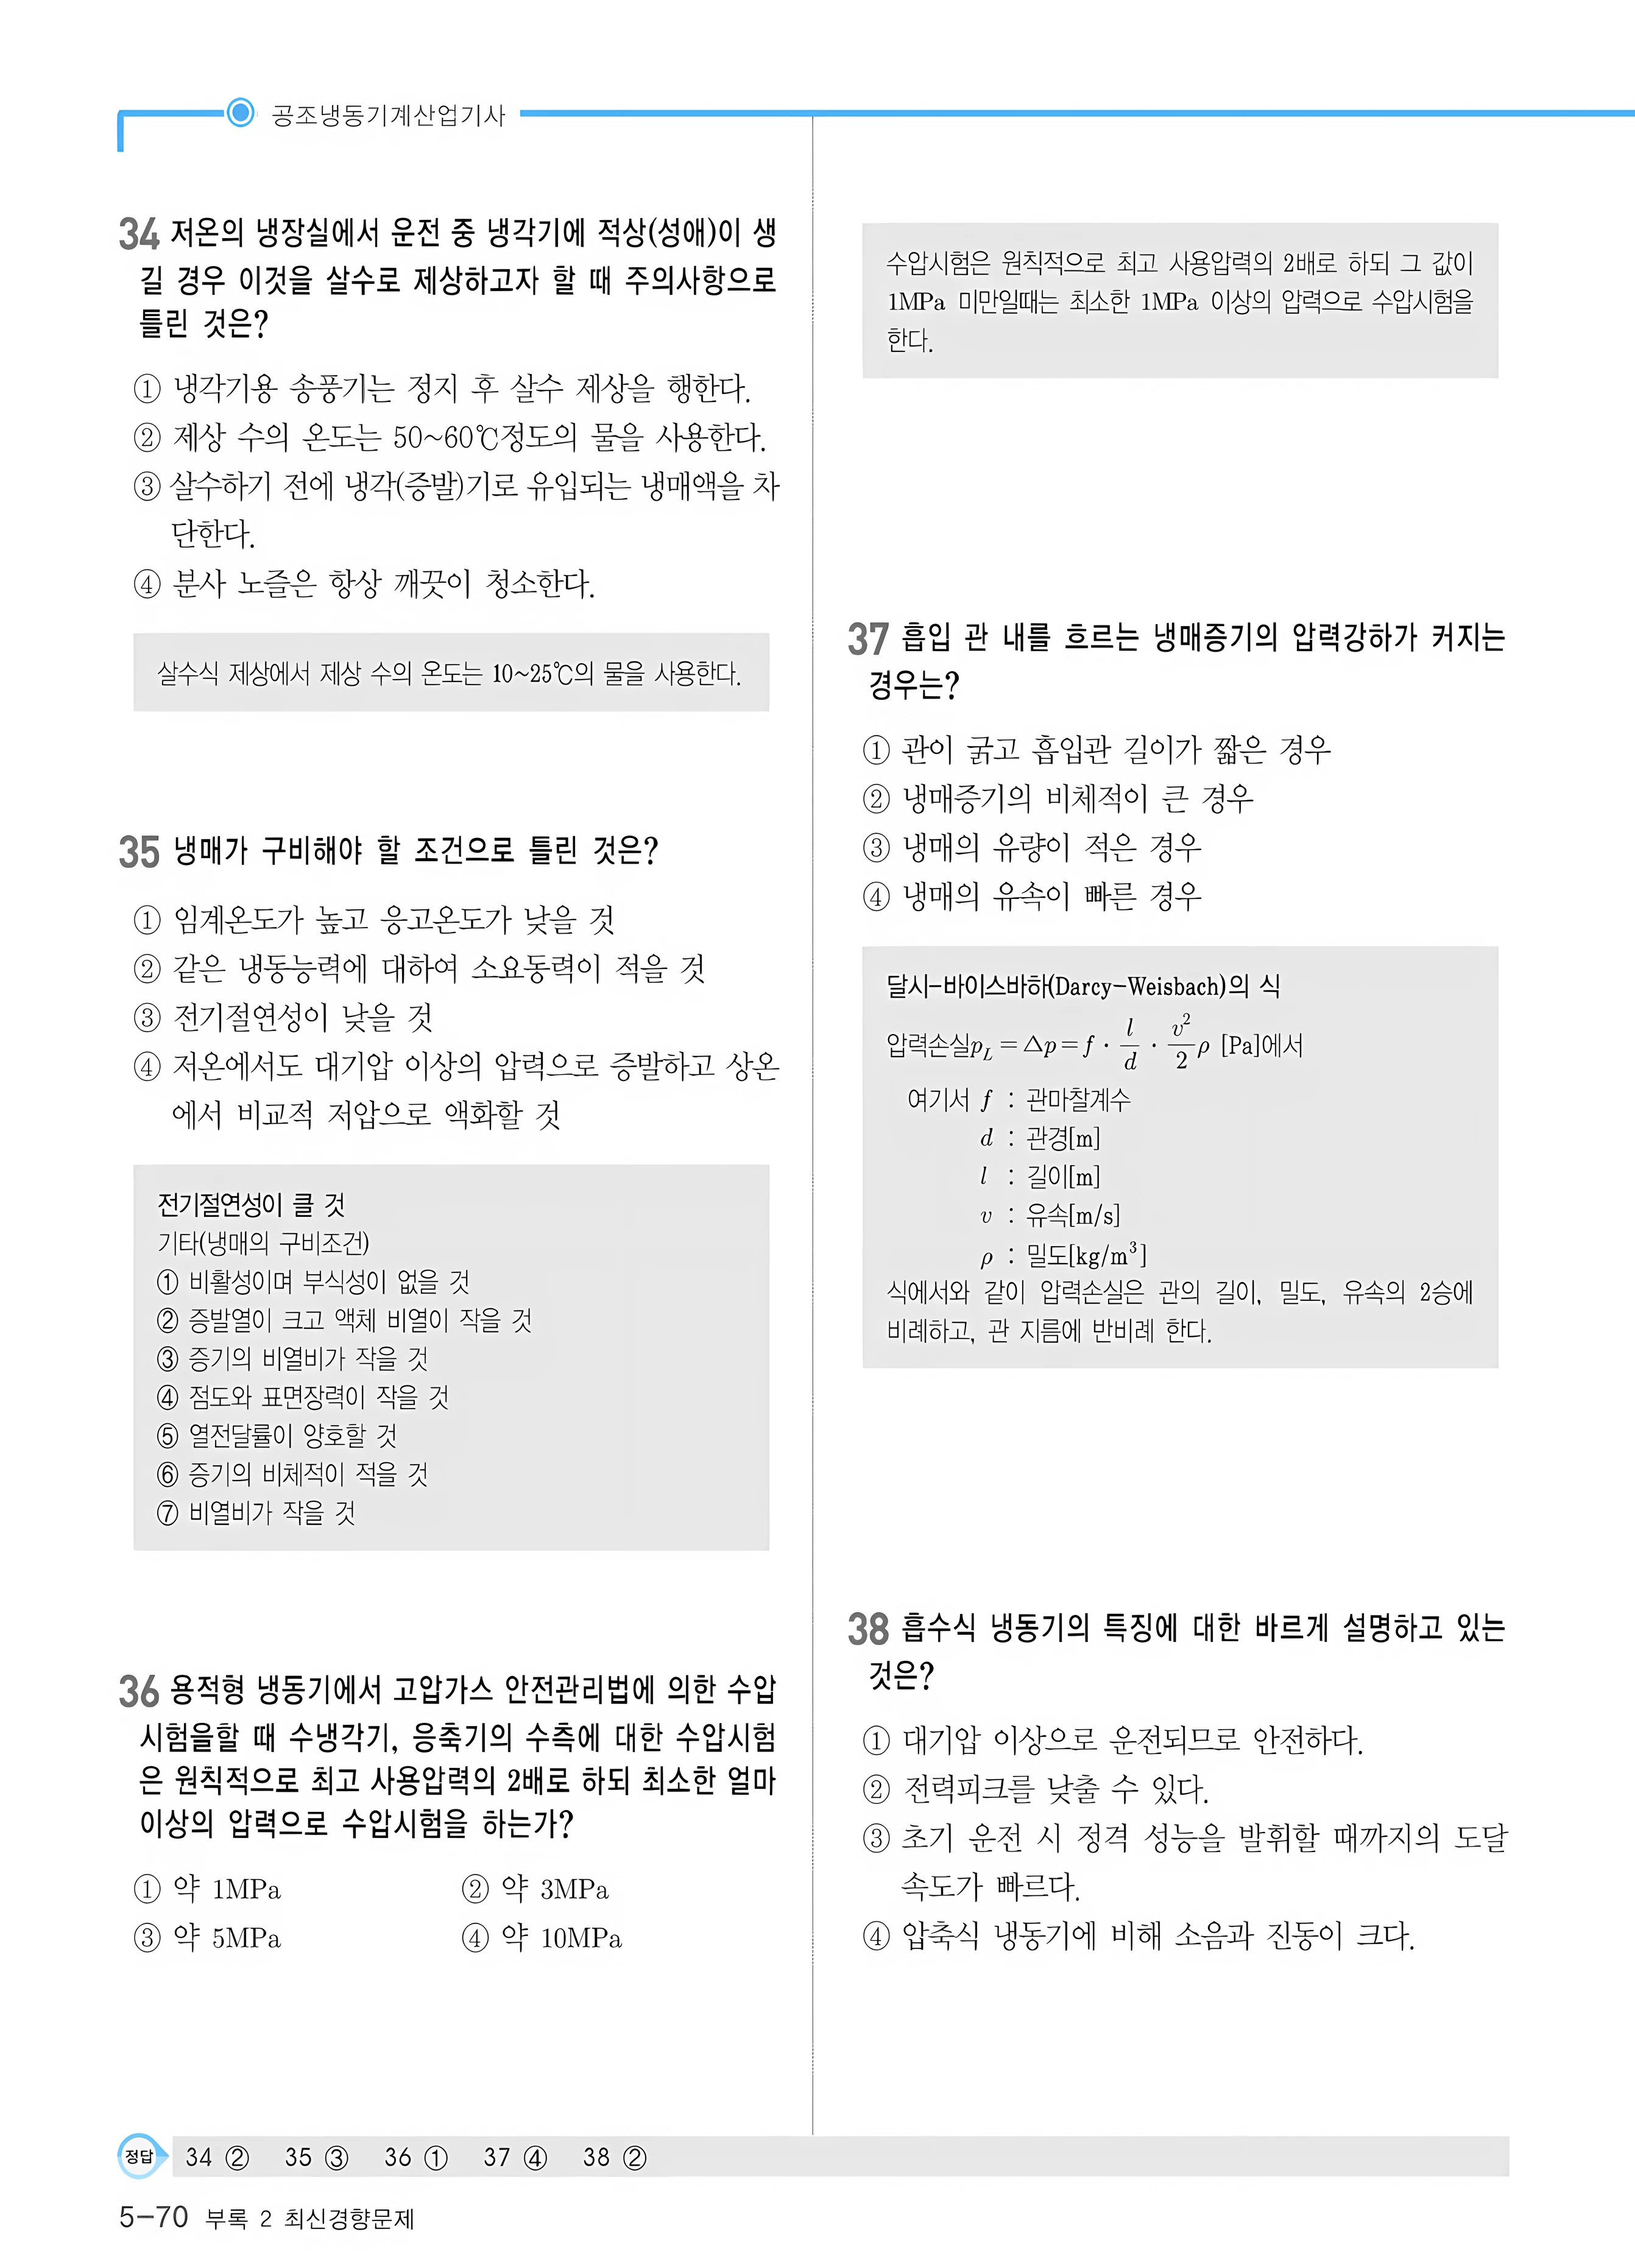 공조냉동기계산업기사
34 저온의 냉장실에서 운전 중 냉각기에 적상(성애)이 생
길 경우 이것을 살수로 제상하고자 할 때 주의사항으로
틀린 것은?
① 냉각기용 송풍기는 정지 후 살수 제상을 행한다.
② 제상 수의 온도는 50~60℃정도의 물을 사용한다.
③ 살수하기 전에 냉각(증발)기로 유입되는 냉매액을 차
단한다.
④ 분사 노즐은 항상 깨끗이 청소한다.
살수식 제상에서 제상 수의 온도는 10~25℃의 물을 사용한다.
35 냉매가 구비해야 할 조건으로 틀린 것은?
① 임계온도가 높고 응고온도가 낮을 것
② 같은 냉동능력에 대하여 소요동력이 적을 것
③ 전기절연성이 낮을 것
④ 저온에서도 대기압 이상의 압력으로 증발하고 상온
에서 비교적 저압으로 액화할 것
전기절연성이 클 것
기타(냉매의 구비조건)
① 비활성이며 부식성이 없을 것
② 증발열이 크고 액체 비열이 작을 것
③ 증기의 비열비가 작을 것
④ 점도와 표면장력이 작을 것
⑤ 열전달률이 양호할 것
⑥ 증기의 비체적이 적을 것
⑦ 비열비가 작을 것
36 용적형 냉동기에서 고압가스 안전관리법에 의한 수압
시험을할 때 수냉각기, 응축기의 수측에 대한 수압시험
은 원칙적으로 최고 사용압력의 2배로 하되 최소한 얼마
이상의 압력으로 수압시험을 하는가?
① 약 1MPa ② 약 3MPa
③ 약 5MPa ④ 약 10MPa
수압시험은 원칙적으로 최고 사용압력의 2배로 하되 그 값이
1MPa 미만일때는 최소한 1MPa 이상의 압력으로 수압시험을
한다.
37 흡입 관 내를 흐르는 냉매증기의 압력강하가 커지는
경우는?
① 관이 굵고 흡입관 길이가 짧은 경우
② 냉매증기의 비체적이 큰 경우
③ 냉매의 유량이 적은 경우
④ 냉매의 유속이 빠른 경우
달시-바이스바하(Darcy-Weisbach)의 식
압력손실 $p_L = \triangle p = f \cdot \frac{l}{d} \cdot \frac{v^2}{2} \rho$ [Pa]에서
여기서 f : 관마찰계수
d : 관경[m]
l : 길이[m]
v : 유속[m/s]
ρ : 밀도[kg/m³]
식에서와 같이 압력손실은 관의 길이, 밀도, 유속의 2승에
비례하고, 관 지름에 반비례 한다.
38 흡수식 냉동기의 특징에 대한 바르게 설명하고 있는
것은?
① 대기압 이상으로 운전되므로 안전하다.
② 전력피크를 낮출 수 있다.
③ 초기 운전 시 정격 성능을 발휘할 때까지의 도달
속도가 빠르다.
④ 압축식 냉동기에 비해 소음과 진동이 크다.
정답 34 ② 35 ③ 36 ① 37 ④ 38 ②
5-70 부록 2 최신경향문제